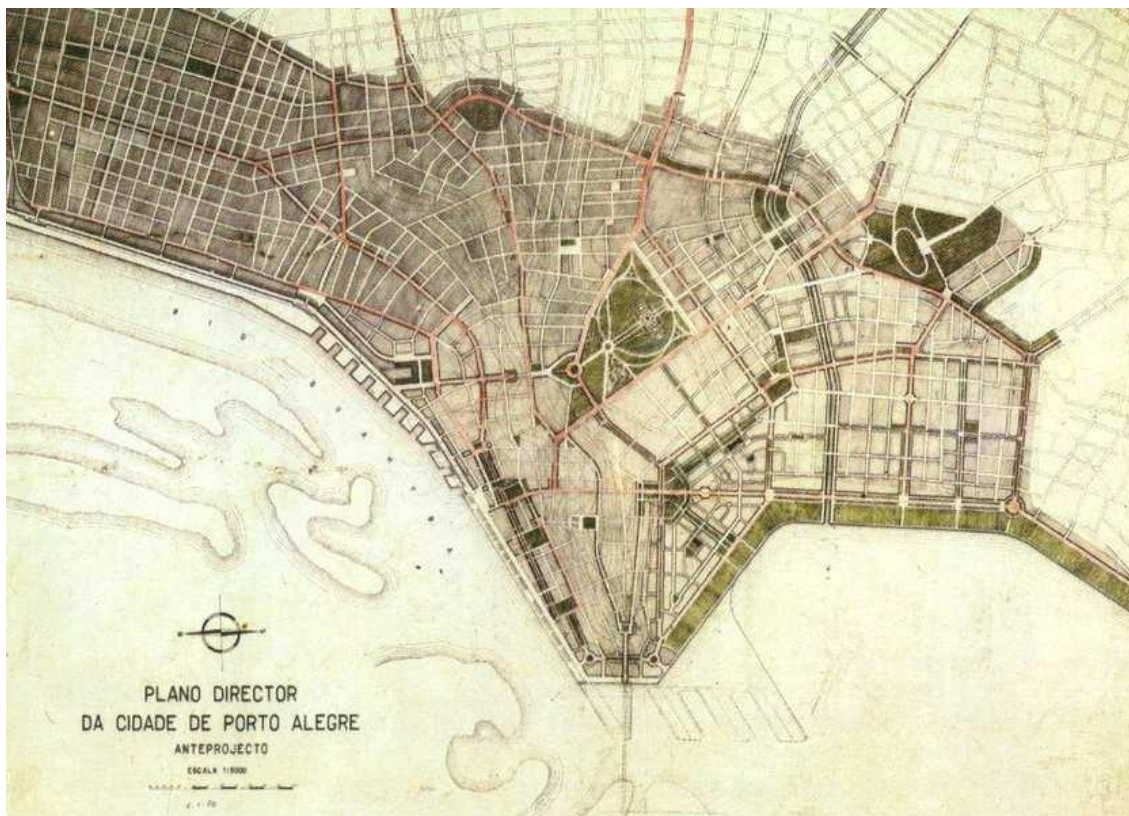 PLANO DIRECTOR
DA CIDADE DE PORTO ALEGRE
ANTEPROJECTO
ESCALA 1:5000